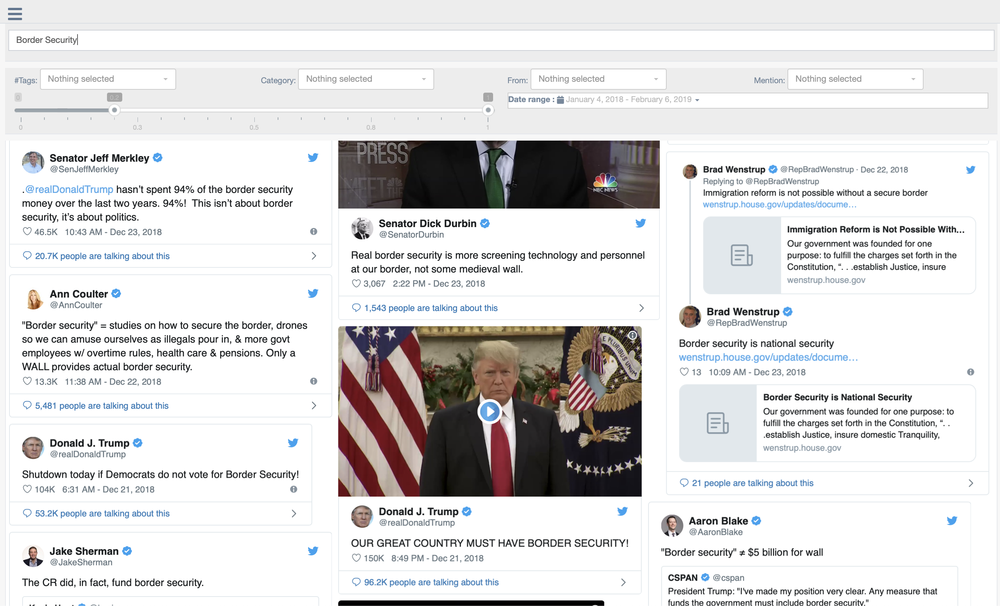 Border Security
#Tags: Nothing selected
Category: Nothing selected
From: Nothing selected
Mention: Nothing selected
0 0.2 1
Date range : January 4, 2018 - February 6, 2019
0 0.3 0.5 0.8 1
Senator Jeff Merkley
@SenJeffMerkley
.@realDonaldTrump hasn’t spent 94% of the border security
money over the last two years. 94%! This isn’t about border
security, it’s about politics.
46.5K 10:43 AM - Dec 23, 2018
20.7K people are talking about this
Ann Coulter
@AnnCoulter
"Border security" = studies on how to secure the border, drones
so we can amuse ourselves as illegals pour in, & more govt
employees w/ overtime rules, health care & pensions. Only a
WALL provides actual border security.
13.3K 11:38 AM - Dec 22, 2018
5,481 people are talking about this
Donald J. Trump
@realDonaldTrump
Shutdown today if Democrats do not vote for Border Security!
104K 6:31 AM - Dec 21, 2018
53.2K people are talking about this
Jake Sherman
@JakeSherman
The CR did, in fact, fund border security.
PRESS
MEET
THE
NBC NEWS
Senator Dick Durbin
@SenatorDurbin
Real border security is more screening technology and personnel
at our border, not some medieval wall.
3,067 2:22 PM - Dec 23, 2018
1,543 people are talking about this
E PLURIBUS UNUM
Donald J. Trump
@realDonaldTrump
OUR GREAT COUNTRY MUST HAVE BORDER SECURITY!
150K 8:49 PM - Dec 21, 2018
96.2K people are talking about this
Brad Wenstrup @RepBradWenstrup · Dec 22, 2018
Replying to @RepBradWenstrup
Immigration reform is not possible without a secure border
wenstrup.house.gov/updates/docume…
Immigration Reform is Not Possible With…
Our government was founded for one
purpose: to fulfill the charges set forth in the
Constitution, “. . .establish Justice, insure
wenstrup.house.gov
Brad Wenstrup
@RepBradWenstrup
Border security is national security
wenstrup.house.gov/updates/docume…
13 10:09 AM - Dec 23, 2018
Border Security is National Security
Our government was founded for one purpose: to
fulfill the charges set forth in the Constitution, “. .
.establish Justice, insure domestic Tranquility,
wenstrup.house.gov
21 people are talking about this
Aaron Blake
@AaronBlake
"Border security" ≠ $5 billion for wall
CSPAN @cspan
President Trump: "I've made my position very clear. Any measure that
funds the government must include border security."